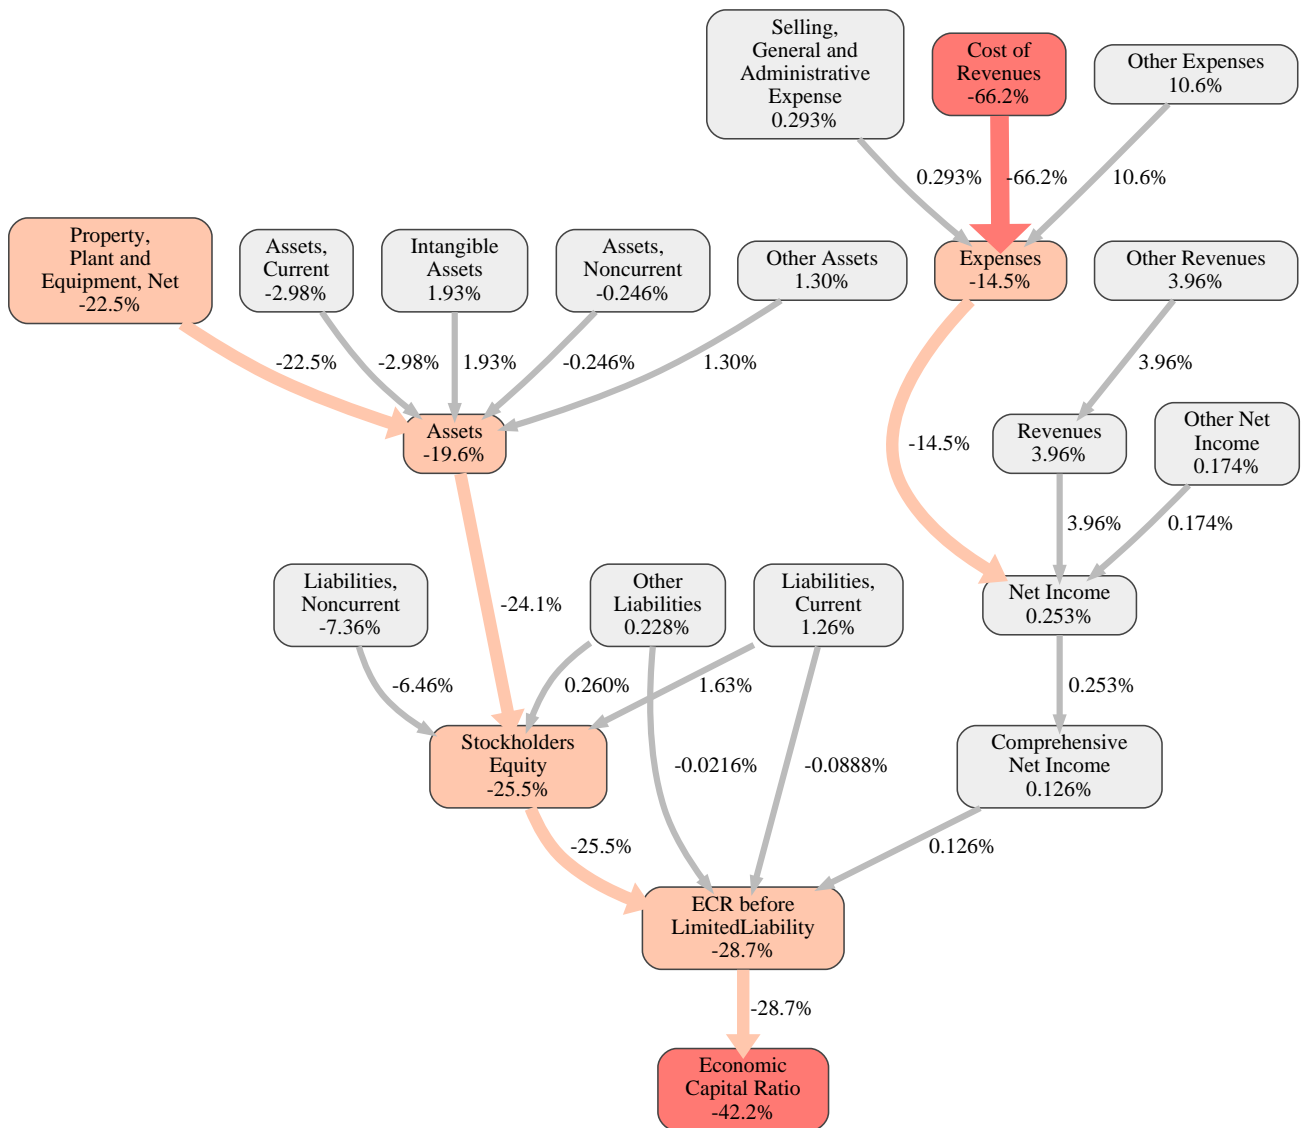 Selling,
General and
Administrative
Expense
0.293%
Cost of
Revenues
-66.2%
Other Expenses
10.6%
0.293%
-66.2%
10.6%
Property,
Plant and
Equipment, Net
-22.5%
Assets,
Current
-2.98%
Intangible
Assets
1.93%
Assets,
Noncurrent
-0.246%
Other Assets
1.30%
Expenses
-14.5%
Other Revenues
3.96%
-22.5%
-2.98%
1.93%
-0.246%
1.30%
3.96%
Assets
-19.6%
-14.5%
Revenues
3.96%
Other Net
Income
0.174%
3.96%
0.174%
Liabilities,
Noncurrent
-7.36%
-24.1%
Other
Liabilities
0.228%
Liabilities,
Current
1.26%
Net Income
0.253%
-6.46%
0.260%
1.63%
0.253%
Stockholders
Equity
-25.5%
-0.0216%
-0.0888%
Comprehensive
Net Income
0.126%
-25.5%
0.126%
ECR before
LimitedLiability
-28.7%
-28.7%
Economic
Capital Ratio
-42.2%